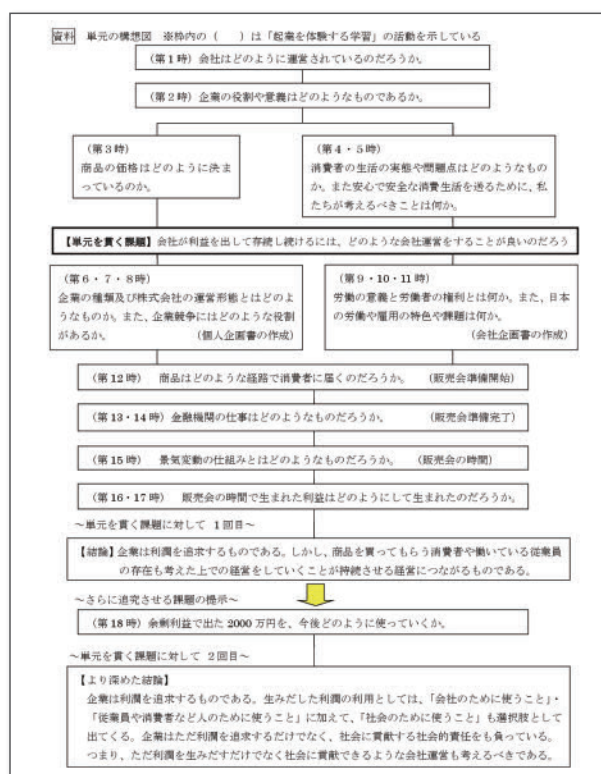 資料 単元の構想図 ※枠内の( )は「起業を体験する学習」の活動を示している
(第1時) 会社はどのように運営されているのだろうか。
(第2時) 企業の役割や意義はどのようなものであるか。
(第3時)
商品の価格はどのように決ま
っているのか。
(第4・5時)
消費者の生活の実態や問題点はどのようなもの
か。また安心で安全な消費生活を送るために、私
たちが考えるべきことは何か。
【単元を貫く課題】会社が利益を出して存続し続けるには、どのような会社運営をすることが良いのだろう
(第6・7・8時)
企業の種類及び株式会社の運営形態とはどのよ
うなものか。また、企業競争にはどのような役割
があるか。 (個人企画書の作成)
(第9・10・11時)
労働の意義と労働者の権利とは何か。また、日本
の労働や雇用の特色や課題は何か。
(会社企画書の作成)
(第12時) 商品はどのような経路で消費者に届くのだろうか。 (販売会準備開始)
(第13・14時) 金融機関の仕事はどのようなものだろうか。 (販売会準備完了)
(第15時) 景気変動の仕組みとはどのようなものだろうか。 (販売会の時間)
(第16・17時) 販売会の時間で生まれた利益はどのようにして生まれたのだろうか。
~単元を貫く課題に対して 1回目~
【結論】企業は利潤を追求するものである。しかし、商品を買ってもらう消費者や働いている従業員
の存在も考えた上での経営をしていくことが持続させる経営につながるものである。
~さらに追究させる課題の提示~
(第18時) 余剰利益で出た 2000 万円を、今後どのように使っていくか。
~単元を貫く課題に対して 2回目~
【より深めた結論】
企業は利潤を追求するものである。生みだした利潤の利用としては、「会社のために使うこと」・
「従業員や消費者など人のために使うこと」に加えて、「社会のために使うこと」も選択肢として
出てくる。企業はただ利潤を追求するだけでなく、社会に貢献する社会的責任をも負っている。
つまり、ただ利潤を生みだすだけでなく社会に貢献できるような会社運営も考えるべきである。